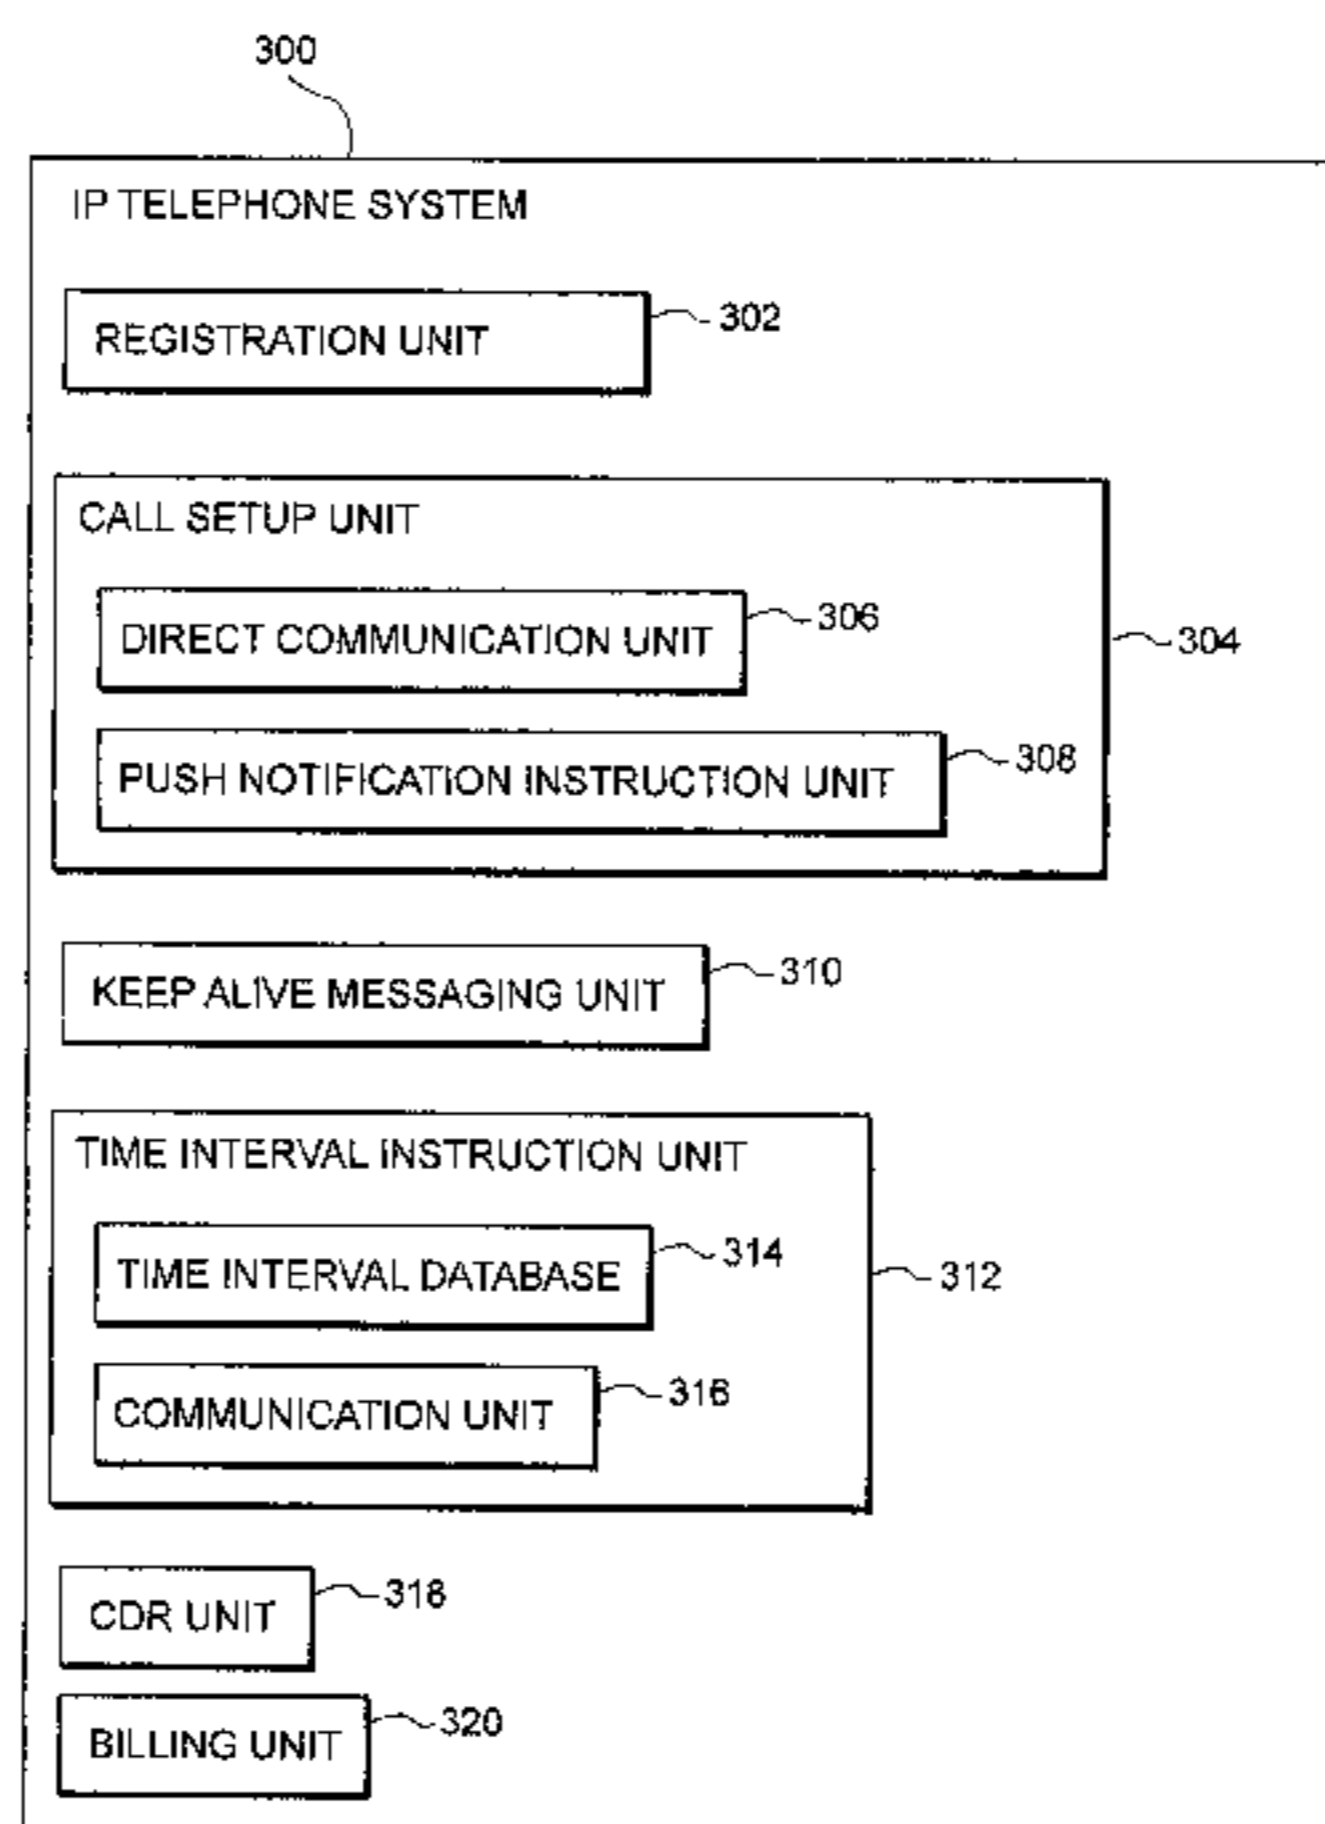 300
IP TELEPHONE SYSTEM
REGISTRATION UNIT
302
CALL SETUP UNIT
DIRECT COMMUNICATION UNIT
306
304
PUSH NOTIFICATION INSTRUCTION UNIT
308
KEEP ALIVE MESSAGING UNIT
310
TIME INTERVAL INSTRUCTION UNIT
TIME INTERVAL DATABASE
314
312
COMMUNICATION UNIT
316
CDR UNIT
318
BILLING UNIT
320